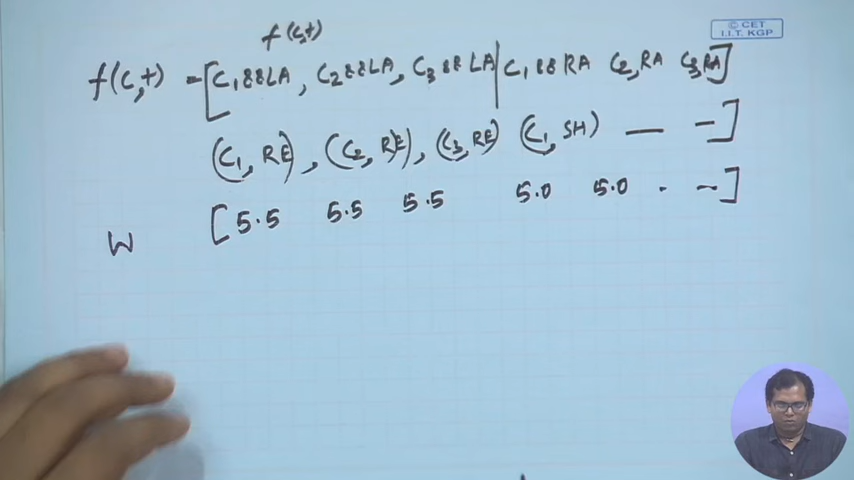 f(c,t)
© CET
I.I.T. KGP
f(c,t) = [C1&&LA, C2&&LA, C3&&LA | C1&&RA C2,RA C3,RA]
(C1, RE), (C2, RE), (C3, RE) (C1, SH) — –]
W [5.5 5.5 5.5 5.0 5.0 · –]